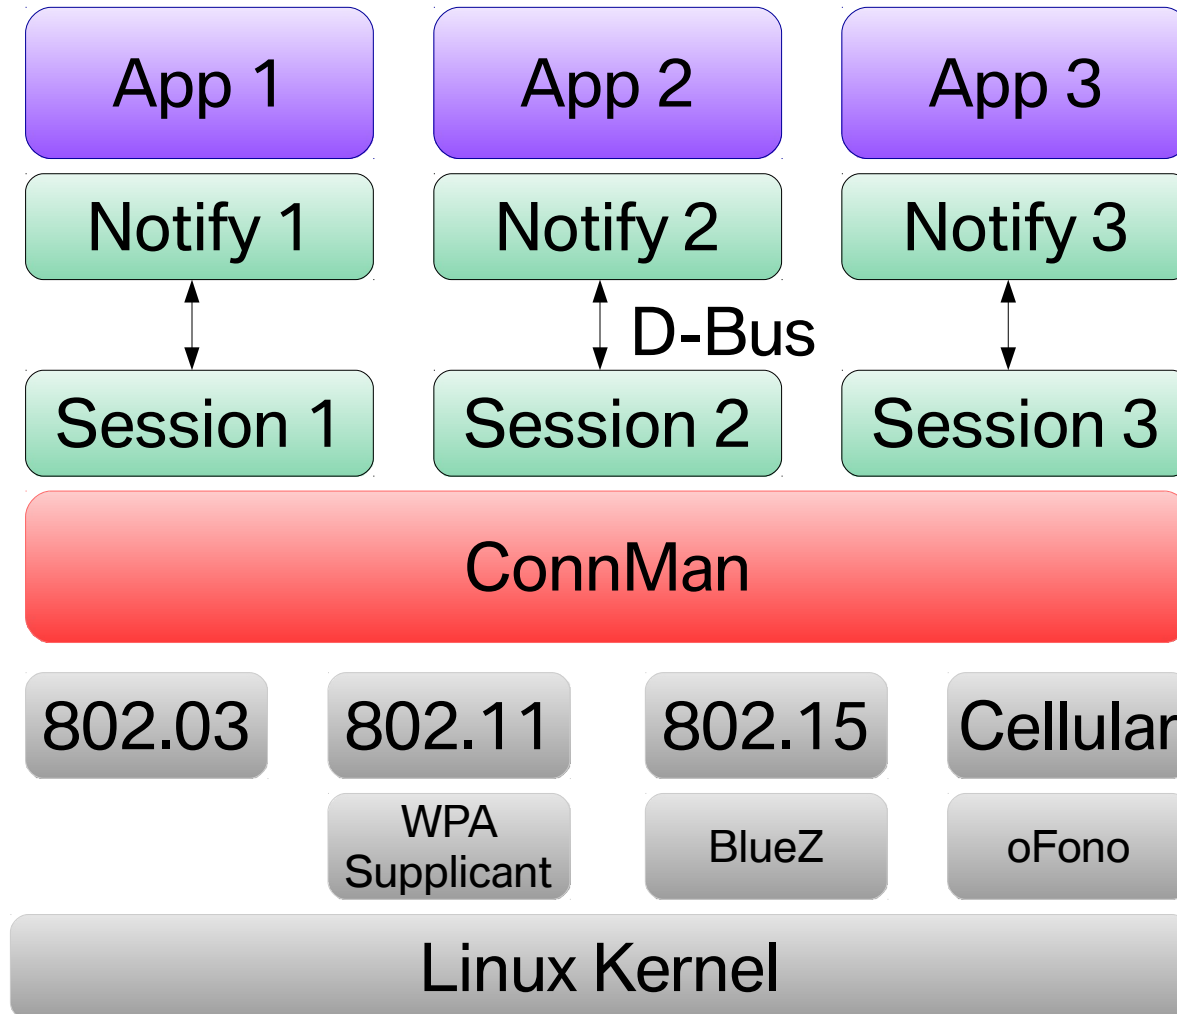 App 1
App 2
App 3
Notify 1
Notify 2
Notify 3
D-Bus
Session 1
Session 2
Session 3
ConnMan
802.03
802.11
802.15
Cellular
WPA
Supplicant
BlueZ
oFono
Linux Kernel